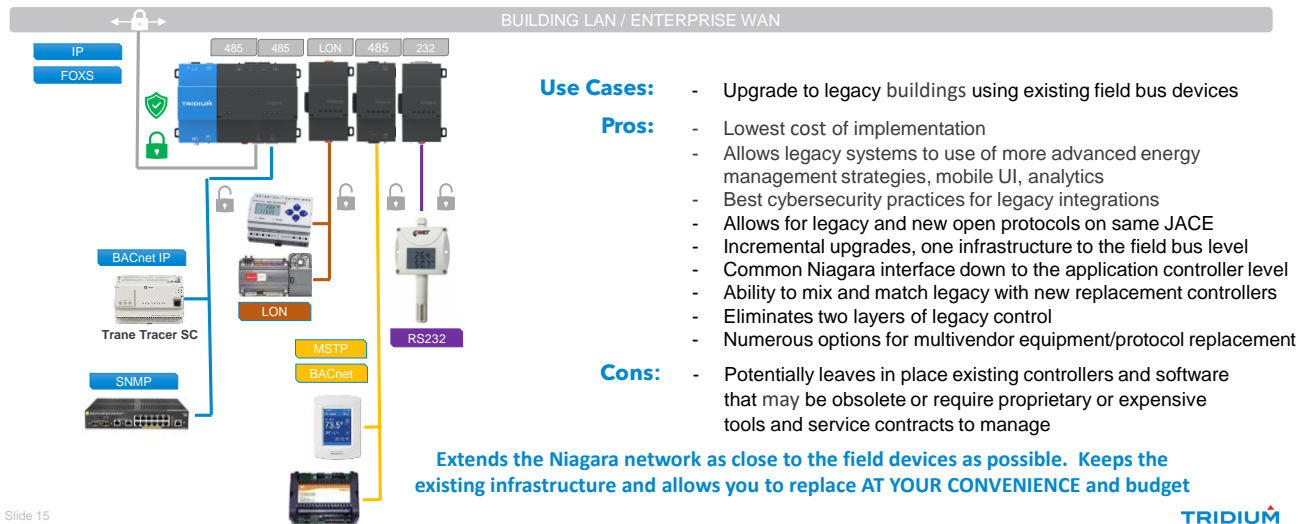 BUILDING LAN / ENTERPRISE WAN
IP
FOXS
485 485 LON 485 232
TRIDIUM
BACnet IP
Trane Tracer SC
SNMP
LON
MSTP
BACnet
RS232
73.5°
Use Cases: - Upgrade to legacy buildings using existing field bus devices
Pros: - Lowest cost of implementation
- Allows legacy systems to use of more advanced energy
management strategies, mobile UI, analytics
- Best cybersecurity practices for legacy integrations
- Allows for legacy and new open protocols on same JACE
- Incremental upgrades, one infrastructure to the field bus level
- Common Niagara interface down to the application controller level
- Ability to mix and match legacy with new replacement controllers
- Eliminates two layers of legacy control
- Numerous options for multivendor equipment/protocol replacement
Cons: - Potentially leaves in place existing controllers and software
that may be obsolete or require proprietary or expensive
tools and service contracts to manage
Extends the Niagara network as close to the field devices as possible. Keeps the
existing infrastructure and allows you to replace AT YOUR CONVENIENCE and budget
Slide 15
TRIDIUM